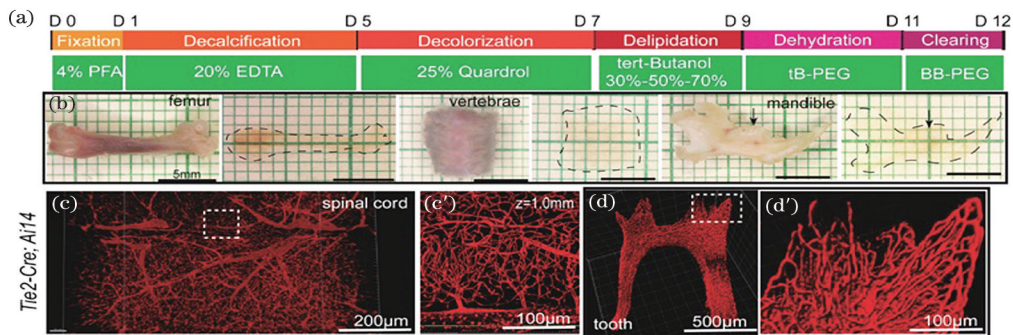 (a) D 0 D 1 D 5 D 7 D 9 D 11 D 12
Fixation Decalcification Decolorization Delipidation Dehydration Clearing
4% PFA 20% EDTA 25% Quardrol tert-Butanol 30%-50%-70% tB-PEG BB-PEG
(b) femur vertebrae mandible
5mm
Tie2-Cre; Ai14
(c) spinal cord (c') z=1.0mm (d) (d')
tooth
200μm 100μm 500μm 100μm